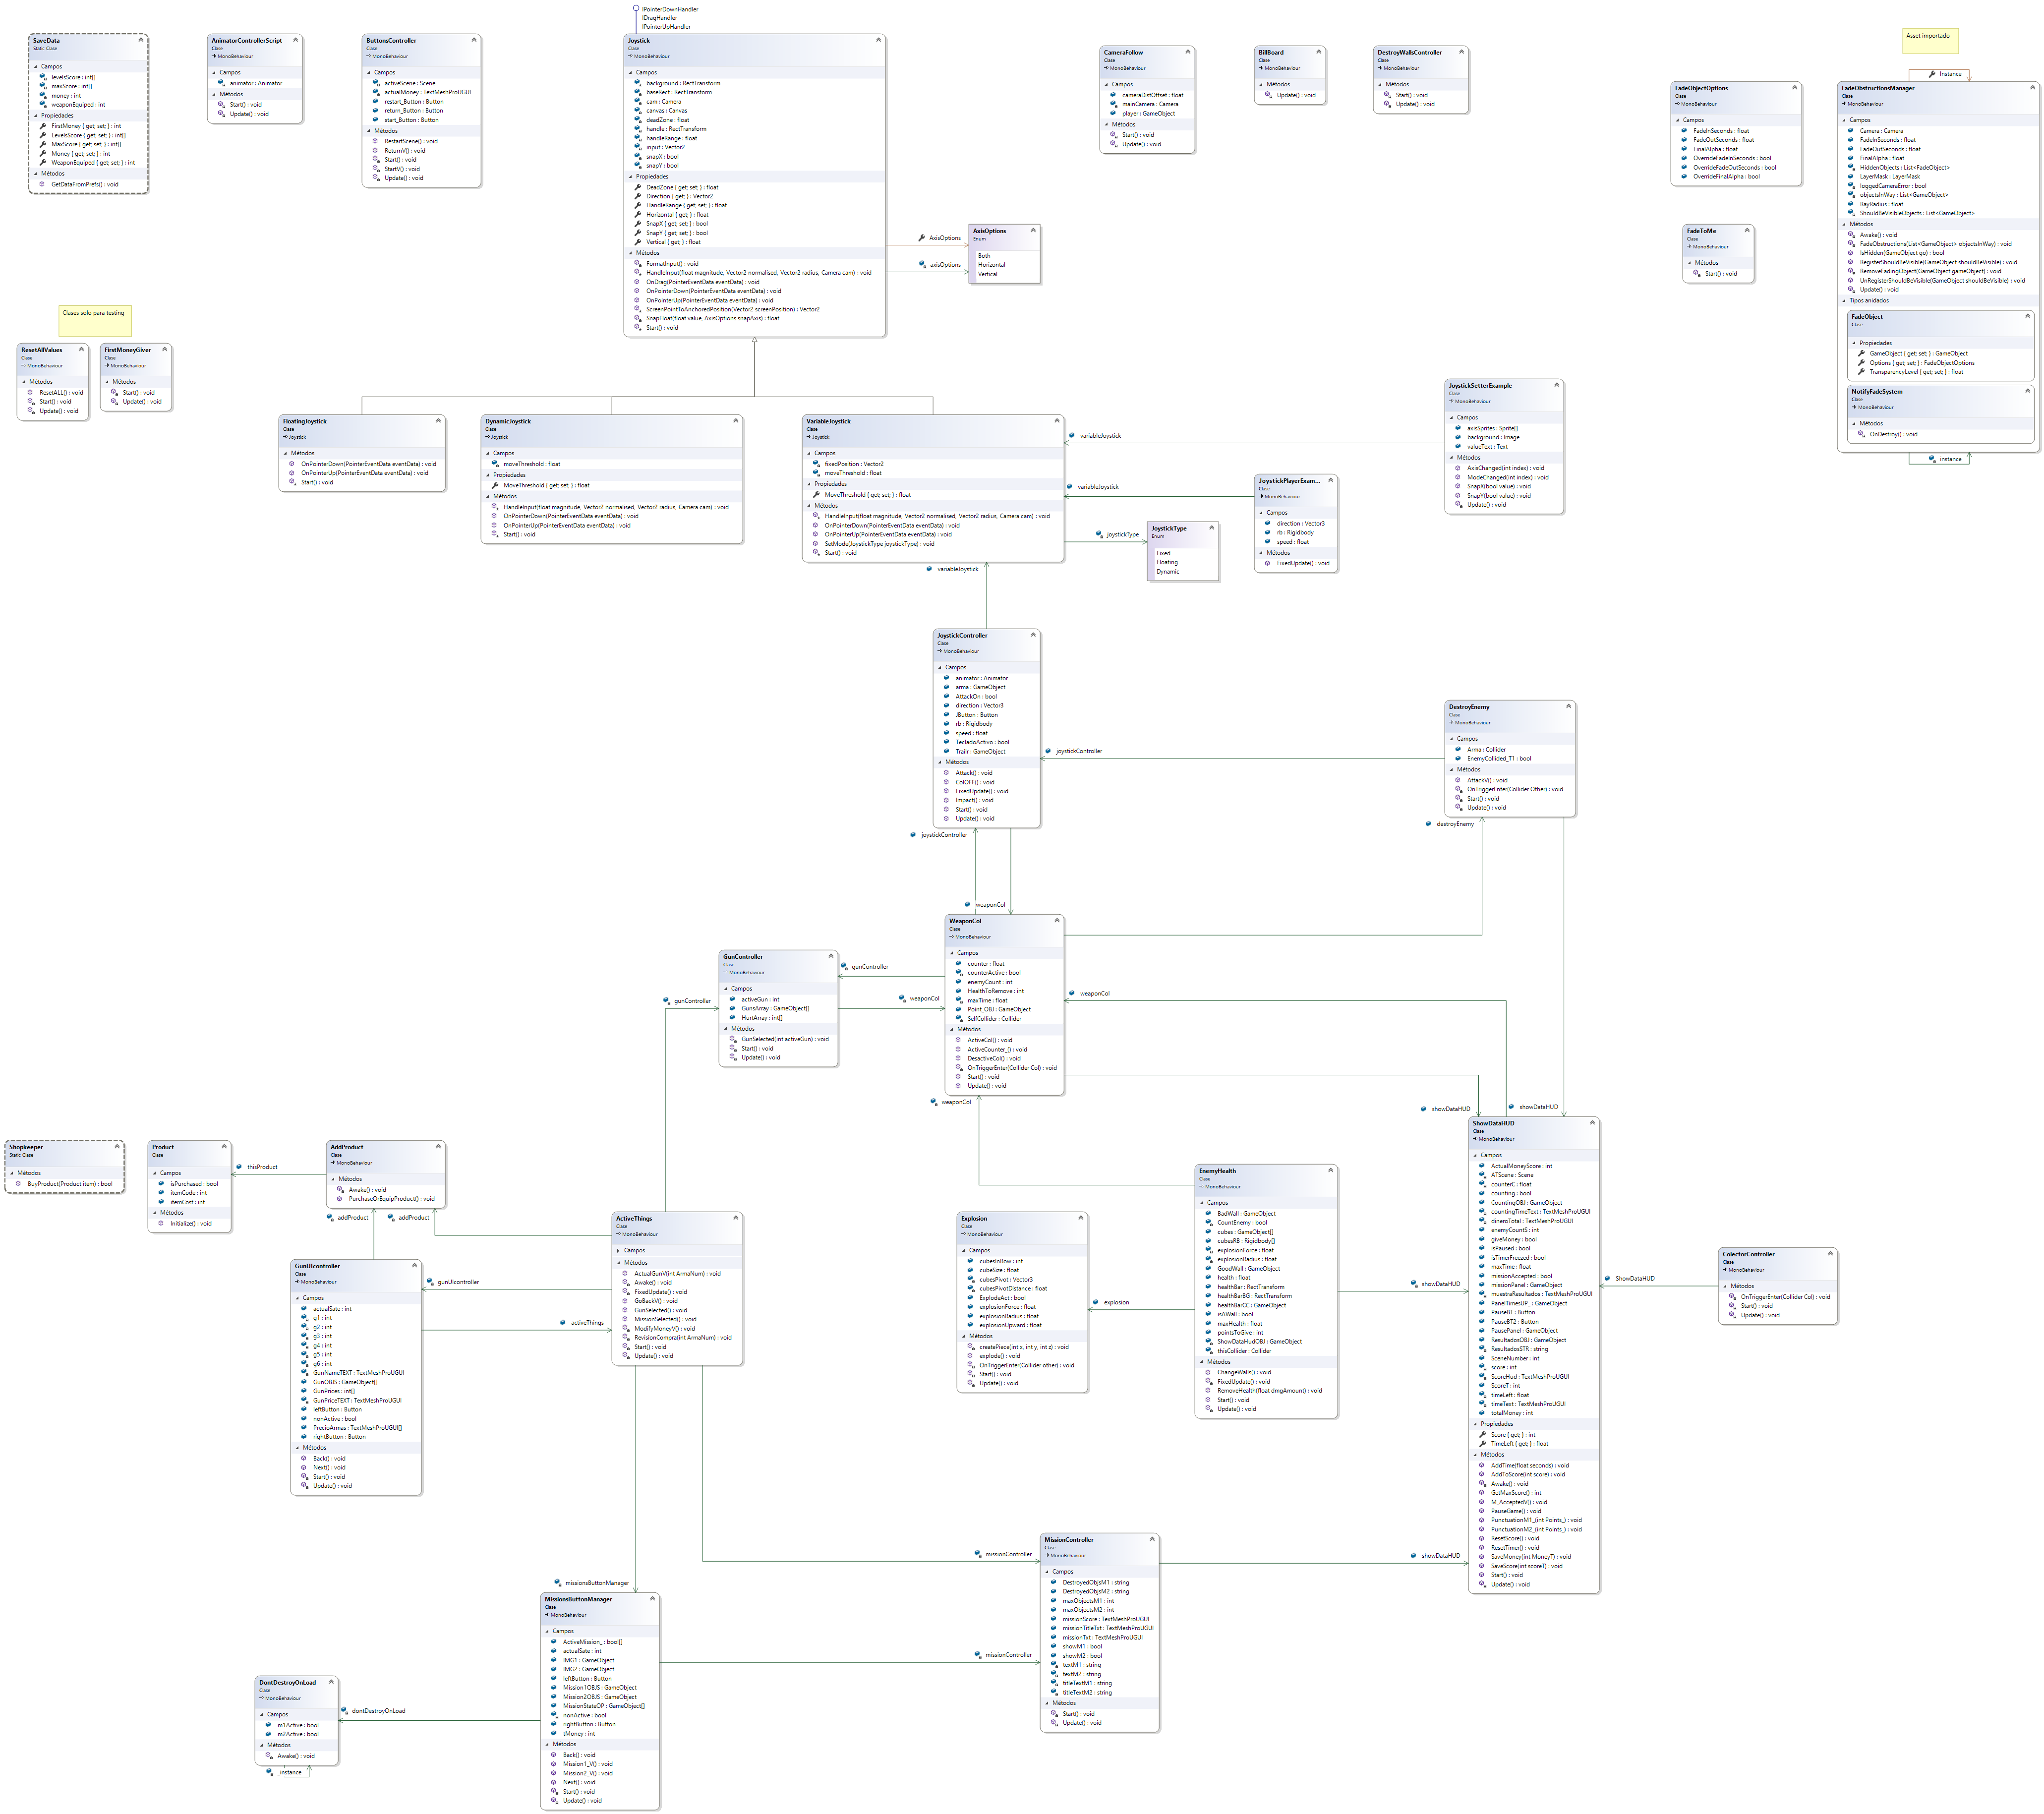 IPointerDownHandler
IDragHandler
IPointerUpHandler
SaveData
Static Clase
Campos
levelsScore : int[]
maxScore : int[]
money : int
weaponEquiped : int
Propiedades
FirstMoney { get; set; } : int
LevelsScore { get; set; } : int[]
MaxScore { get; set; } : int[]
Money { get; set; } : int
WeaponEquiped { get; set; } : int
Métodos
GetDataFromPrefs() : void
AnimatorControllerScript
Clase
MonoBehaviour
Campos
animator : Animator
Métodos
Start() : void
Update() : void
ButtonsController
Clase
MonoBehaviour
Campos
activeScene : Scene
actualMoney : TextMeshProUGUI
restart_Button : Button
return_Button : Button
start_Button : Button
Métodos
RestartScene() : void
ReturnV() : void
Start() : void
StartV() : void
Update() : void
Joystick
Clase
MonoBehaviour
Campos
background : RectTransform
baseRect : RectTransform
cam : Camera
canvas : Canvas
deadZone : float
handle : RectTransform
handleRange : float
input : Vector2
snapX : bool
snapY : bool
Propiedades
DeadZone { get; set; } : float
Direction { get; } : Vector2
HandleRange { get; set; } : float
Horizontal { get; } : float
SnapX { get; set; } : bool
SnapY { get; set; } : bool
Vertical { get; } : float
Métodos
FormatInput() : void
HandleInput(float magnitude, Vector2 normalised, Vector2 radius, Camera cam) : void
OnDrag(PointerEventData eventData) : void
OnPointerDown(PointerEventData eventData) : void
OnPointerUp(PointerEventData eventData) : void
ScreenPointToAnchoredPosition(Vector2 screenPosition) : Vector2
SnapFloat(float value, AxisOptions snapAxis) : float
Start() : void
AxisOptions
axisOptions
AxisOptions
Enum
Both
Horizontal
Vertical
CameraFollow
Clase
MonoBehaviour
Campos
cameraDistOffset : float
mainCamera : Camera
player : GameObject
Métodos
Start() : void
Update() : void
BillBoard
Clase
MonoBehaviour
Métodos
Update() : void
DestroyWallsController
Clase
MonoBehaviour
Métodos
Start() : void
Update() : void
FadeObjectOptions
Clase
MonoBehaviour
Campos
FadeInSeconds : float
FadeOutSeconds : float
FinalAlpha : float
OverrideFadeInSeconds : bool
OverrideFadeOutSeconds : bool
OverrideFinalAlpha : bool
FadeToMe
Clase
MonoBehaviour
Métodos
Start() : void
Asset importado
Instance
FadeObstructionsManager
Clase
MonoBehaviour
Campos
Camera : Camera
FadeInSeconds : float
FadeOutSeconds : float
FinalAlpha : float
HiddenObjects : List<FadeObject>
LayerMask : LayerMask
loggedCameraError : bool
objectsInWay : List<GameObject>
RayRadius : float
ShouldBeVisibleObjects : List<GameObject>
Métodos
Awake() : void
FadeObstructions(List<GameObject> objectsInWay) : void
IsHidden(GameObject go) : bool
RegisterShouldBeVisible(GameObject shouldBeVisible) : void
RemoveFadingObject(GameObject gameObject) : void
UnRegisterShouldBeVisible(GameObject shouldBeVisible) : void
Update() : void
Tipos anidados
FadeObject
Clase
Propiedades
GameObject { get; set; } : GameObject
Options { get; set; } : FadeObjectOptions
TransparencyLevel { get; set; } : float
NotifyFadeSystem
Clase
MonoBehaviour
Métodos
OnDestroy() : void
instance
Clases solo para testing
ResetAllValues
Clase
MonoBehaviour
Métodos
ResetALL() : void
Start() : void
Update() : void
FirstMoneyGiver
Clase
MonoBehaviour
Métodos
Start() : void
Update() : void
FloatingJoystick
Clase
Joystick
Métodos
OnPointerDown(PointerEventData eventData) : void
OnPointerUp(PointerEventData eventData) : void
Start() : void
DynamicJoystick
Clase
Joystick
Campos
moveThreshold : float
Propiedades
MoveThreshold { get; set; } : float
Métodos
HandleInput(float magnitude, Vector2 normalised, Vector2 radius, Camera cam) : void
OnPointerDown(PointerEventData eventData) : void
OnPointerUp(PointerEventData eventData) : void
Start() : void
VariableJoystick
Clase
Joystick
Campos
fixedPosition : Vector2
moveThreshold : float
Propiedades
MoveThreshold { get; set; } : float
Métodos
HandleInput(float magnitude, Vector2 normalised, Vector2 radius, Camera cam) : void
OnPointerDown(PointerEventData eventData) : void
OnPointerUp(PointerEventData eventData) : void
SetMode(JoystickType joystickType) : void
Start() : void
variableJoystick
variableJoystick
joystickType
variableJoystick
JoystickType
Enum
Fixed
Floating
Dynamic
JoystickPlayerExam...
Clase
MonoBehaviour
Campos
direction : Vector3
rb : Rigidbody
speed : float
Métodos
FixedUpdate() : void
JoystickSetterExample
Clase
MonoBehaviour
Campos
axisSprites : Sprite[]
background : Image
valueText : Text
Métodos
AxisChanged(int index) : void
ModeChanged(int index) : void
SnapX(bool value) : void
SnapY(bool value) : void
Update() : void
JoystickController
Clase
MonoBehaviour
Campos
animator : Animator
arma : GameObject
AttackOn : bool
direction : Vector3
JButton : Button
rb : Rigidbody
speed : float
TecladoActivo : bool
Trailr : GameObject
Métodos
Attack() : void
ColOFF() : void
FixedUpdate() : void
Impact() : void
Start() : void
Update() : void
joystickController
joystickController
weaponCol
DestroyEnemy
Clase
MonoBehaviour
Campos
Arma : Collider
EnemyCollided_T1 : bool
Métodos
AttackV() : void
OnTriggerEnter(Collider Other) : void
Start() : void
Update() : void
destroyEnemy
WeaponCol
Clase
MonoBehaviour
Campos
counter : float
counterActive : bool
enemyCount : int
HealthToRemove : int
maxTime : float
Point_OBJ : GameObject
SelfCollider : Collider
Métodos
ActiveCol() : void
ActiveCounter_() : void
DesactiveCol() : void
OnTriggerEnter(Collider Col) : void
Start() : void
Update() : void
GunController
Clase
MonoBehaviour
Campos
activeGun : int
GunsArray : GameObject[]
HurtArray : int[]
Métodos
GunSelected(int activeGun) : void
Start() : void
Update() : void
gunController
weaponCol
gunController
weaponCol
weaponCol
showDataHUD
showDataHUD
Shopkeeper
Static Clase
Métodos
BuyProduct(Product item) : bool
Product
Clase
Campos
isPurchased : bool
itemCode : int
itemCost : int
Métodos
Initialize() : void
thisProduct
AddProduct
Clase
MonoBehaviour
Métodos
Awake() : void
PurchaseOrEquipProduct() : void
addProduct
addProduct
GunUIcontroller
Clase
MonoBehaviour
Campos
actualSate : int
g1 : int
g2 : int
g3 : int
g4 : int
g5 : int
g6 : int
GunNameTEXT : TextMeshProUGUI
GunOBJS : GameObject[]
GunPrices : int[]
GunPriceTEXT : TextMeshProUGUI
leftButton : Button
nonActive : bool
PrecioArmas : TextMeshProUGUI[]
rightButton : Button
Métodos
Back() : void
Next() : void
Start() : void
Update() : void
gunUIcontroller
activeThings
ActiveThings
Clase
MonoBehaviour
Campos
Métodos
ActualGunV(int ArmaNum) : void
Awake() : void
FixedUpdate() : void
GoBackV() : void
GunSelected() : void
MissionSelected() : void
ModifyMoneyV() : void
RevisionCompra(int ArmaNum) : void
Start() : void
Update() : void
Explosion
Clase
MonoBehaviour
Campos
cubesInRow : int
cubeSize : float
cubesPivot : Vector3
cubesPivotDistance : float
ExplodeAct : bool
explosionForce : float
explosionRadius : float
explosionUpward : float
Métodos
createPiece(int x, int y, int z) : void
explode() : void
OnTriggerEnter(Collider other) : void
Start() : void
Update() : void
explosion
EnemyHealth
Clase
MonoBehaviour
Campos
BadWall : GameObject
CountEnemy : bool
cubes : GameObject[]
cubesRB : Rigidbody[]
explosionForce : float
explosionRadius : float
GoodWall : GameObject
health : float
healthBar : RectTransform
healthBarBG : RectTransform
healthBarCC : GameObject
isAWall : bool
maxHealth : float
pointsToGive : int
ShowDataHudOBJ : GameObject
thisCollider : Collider
Métodos
ChangeWalls() : void
FixedUpdate() : void
RemoveHealth(float dmgAmount) : void
Start() : void
Update() : void
showDataHUD
ShowDataHUD
Clase
MonoBehaviour
Campos
ActualMoneyScore : int
ATScene : Scene
counterC : float
counting : bool
CountingOBJ : GameObject
countingTimeText : TextMeshProUGUI
dineroTotal : TextMeshProUGUI
enemyCountS : int
giveMoney : bool
isPaused : bool
isTimerFreezed : bool
maxTime : float
missionAccepted : bool
missionPanel : GameObject
muestraResultados : TextMeshProUGUI
PanelTimesUP_ : GameObject
PauseBT : Button
PauseBT2 : Button
PausePanel : GameObject
ResultadosOBJ : GameObject
ResultadosSTR : string
SceneNumber : int
score : int
ScoreHud : TextMeshProUGUI
ScoreT : int
timeLeft : float
timeText : TextMeshProUGUI
totalMoney : int
Propiedades
Score { get; } : int
TimeLeft { get; } : float
Métodos
AddTime(float seconds) : void
AddToScore(int score) : void
Awake() : void
GetMaxScore() : int
M_AcceptedV() : void
PauseGame() : void
PunctuationM1_(int Points_) : void
PunctuationM2_(int Points_) : void
ResetScore() : void
ResetTimer() : void
SaveMoney(int MoneyT) : void
SaveScore(int scoreT) : void
Start() : void
Update() : void
ShowDataHUD
ColectorController
Clase
MonoBehaviour
Métodos
OnTriggerEnter(Collider Col) : void
Start() : void
Update() : void
missionController
showDataHUD
MissionController
Clase
MonoBehaviour
Campos
DestroyedObjsM1 : string
DestroyedObjsM2 : string
maxObjectsM1 : int
maxObjectsM2 : int
missionScore : TextMeshProUGUI
missionTitleTxt : TextMeshProUGUI
missionTxt : TextMeshProUGUI
showM1 : bool
showM2 : bool
textM1 : string
textM2 : string
titleTextM1 : string
titleTextM2 : string
Métodos
Start() : void
Update() : void
missionsButtonManager
MissionsButtonManager
Clase
MonoBehaviour
Campos
ActiveMission_ : bool[]
actualSate : int
IMG1 : GameObject
IMG2 : GameObject
leftButton : Button
Mission1OBJS : GameObject
Mission2OBJS : GameObject
MissionStateOP : GameObject[]
nonActive : bool
rightButton : Button
tMoney : int
Métodos
Back() : void
Mission1_V() : void
Mission2_V() : void
Next() : void
Start() : void
Update() : void
missionController
dontDestroyOnLoad
DontDestroyOnLoad
Clase
MonoBehaviour
Campos
m1Active : bool
m2Active : bool
Métodos
Awake() : void
_instance